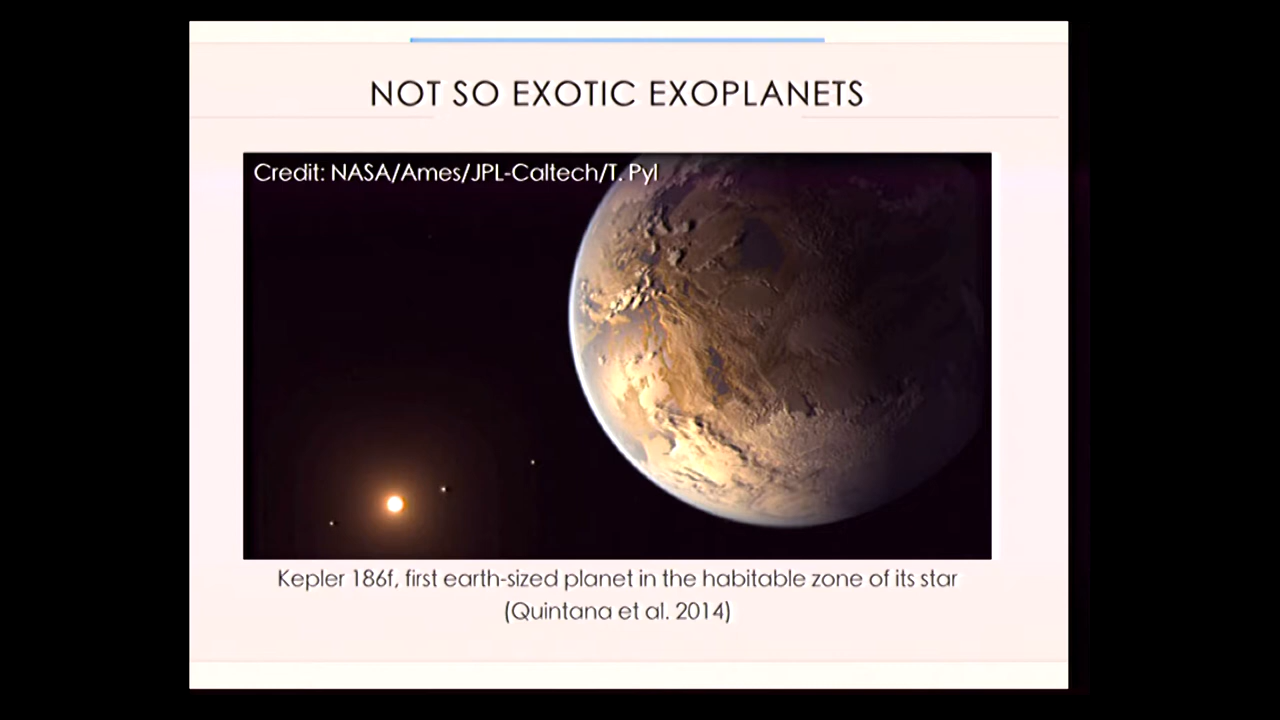 NOT SO EXOTIC EXOPLANETS
Credit: NASA/Ames/JPL-Caltech/T. Pyl
Kepler 186f, first earth-sized planet in the habitable zone of its star
(Quintana et al. 2014)